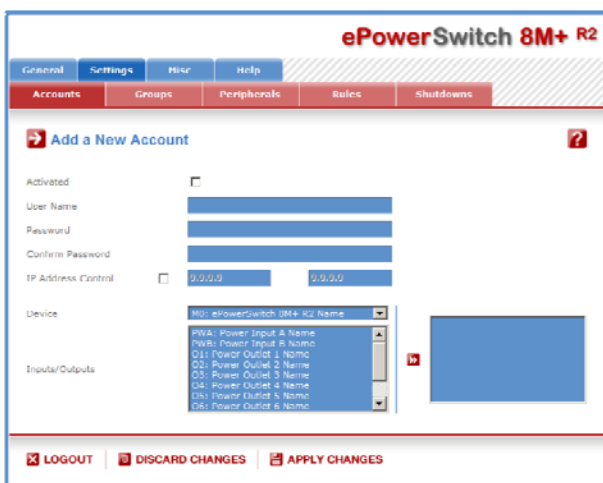 ePowerSwitch 8M+ R2
General Settings Misc Help
Accounts Groups Peripherals Rules Shutdowns
Add a New Account
?
Activated
User Name
Password
Confirm Password
IP Address Control 0.0.0.0 0.0.0.0
Device M0: ePowerSwitch 8M+ R2 Name
PWA: Power Input A Name
PWB: Power Input B Name
O1: Power Outlet 1 Name
O2: Power Outlet 2 Name
O3: Power Outlet 3 Name
O4: Power Outlet 4 Name
O5: Power Outlet 5 Name
O6: Power Outlet 6 Name
Inputs/Outputs
LOGOUT DISCARD CHANGES APPLY CHANGES